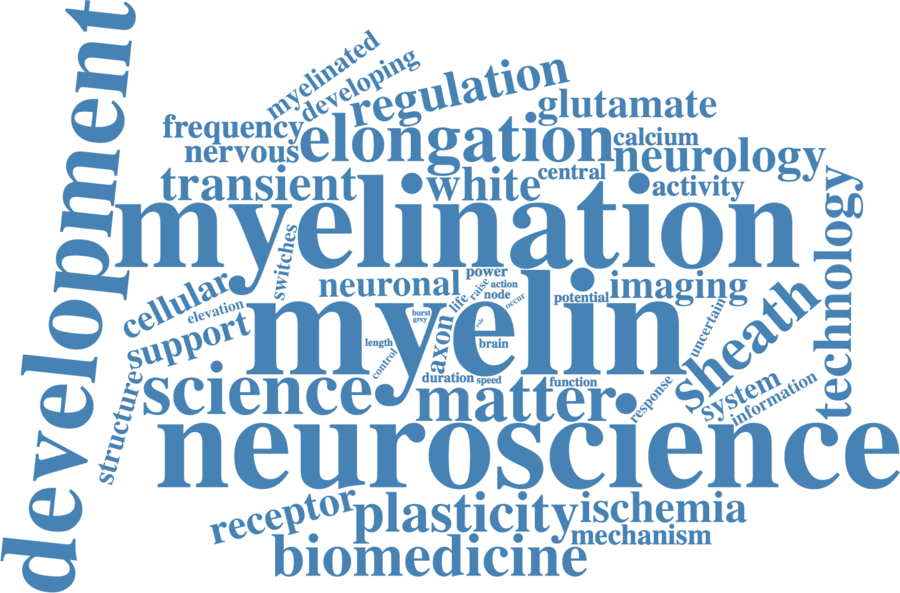 development
myelinated
developing
regulation
glutamate
frequency
elongation
calcium
nervous
neurology
central
transient
white
activity
technology
myelination
switches
power
neuronal
raise
action
imaging
cellular
life
node
occur
potential
elevation
myelin
burst
grey
role
uncertain
sheath
support
axon
length
brain
control
structure
science
duration
speed
function
response
system
information
matter
neuroscience
receptor
plasticity
ischemia
mechanism
biomedicine